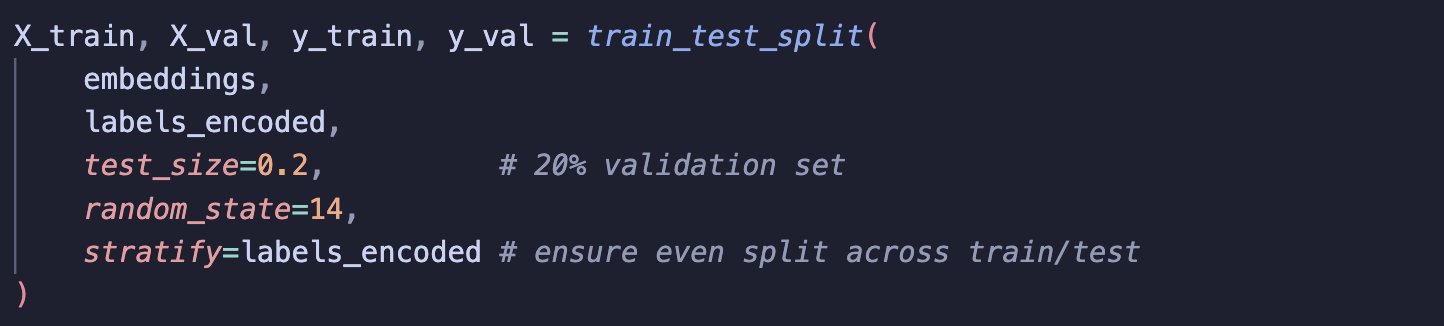 X_train, X_val, y_train, y_val = train_test_split(
    embeddings,
    labels_encoded,
    test_size=0.2,          # 20% validation set
    random_state=14,
    stratify=labels_encoded # ensure even split across train/test
)